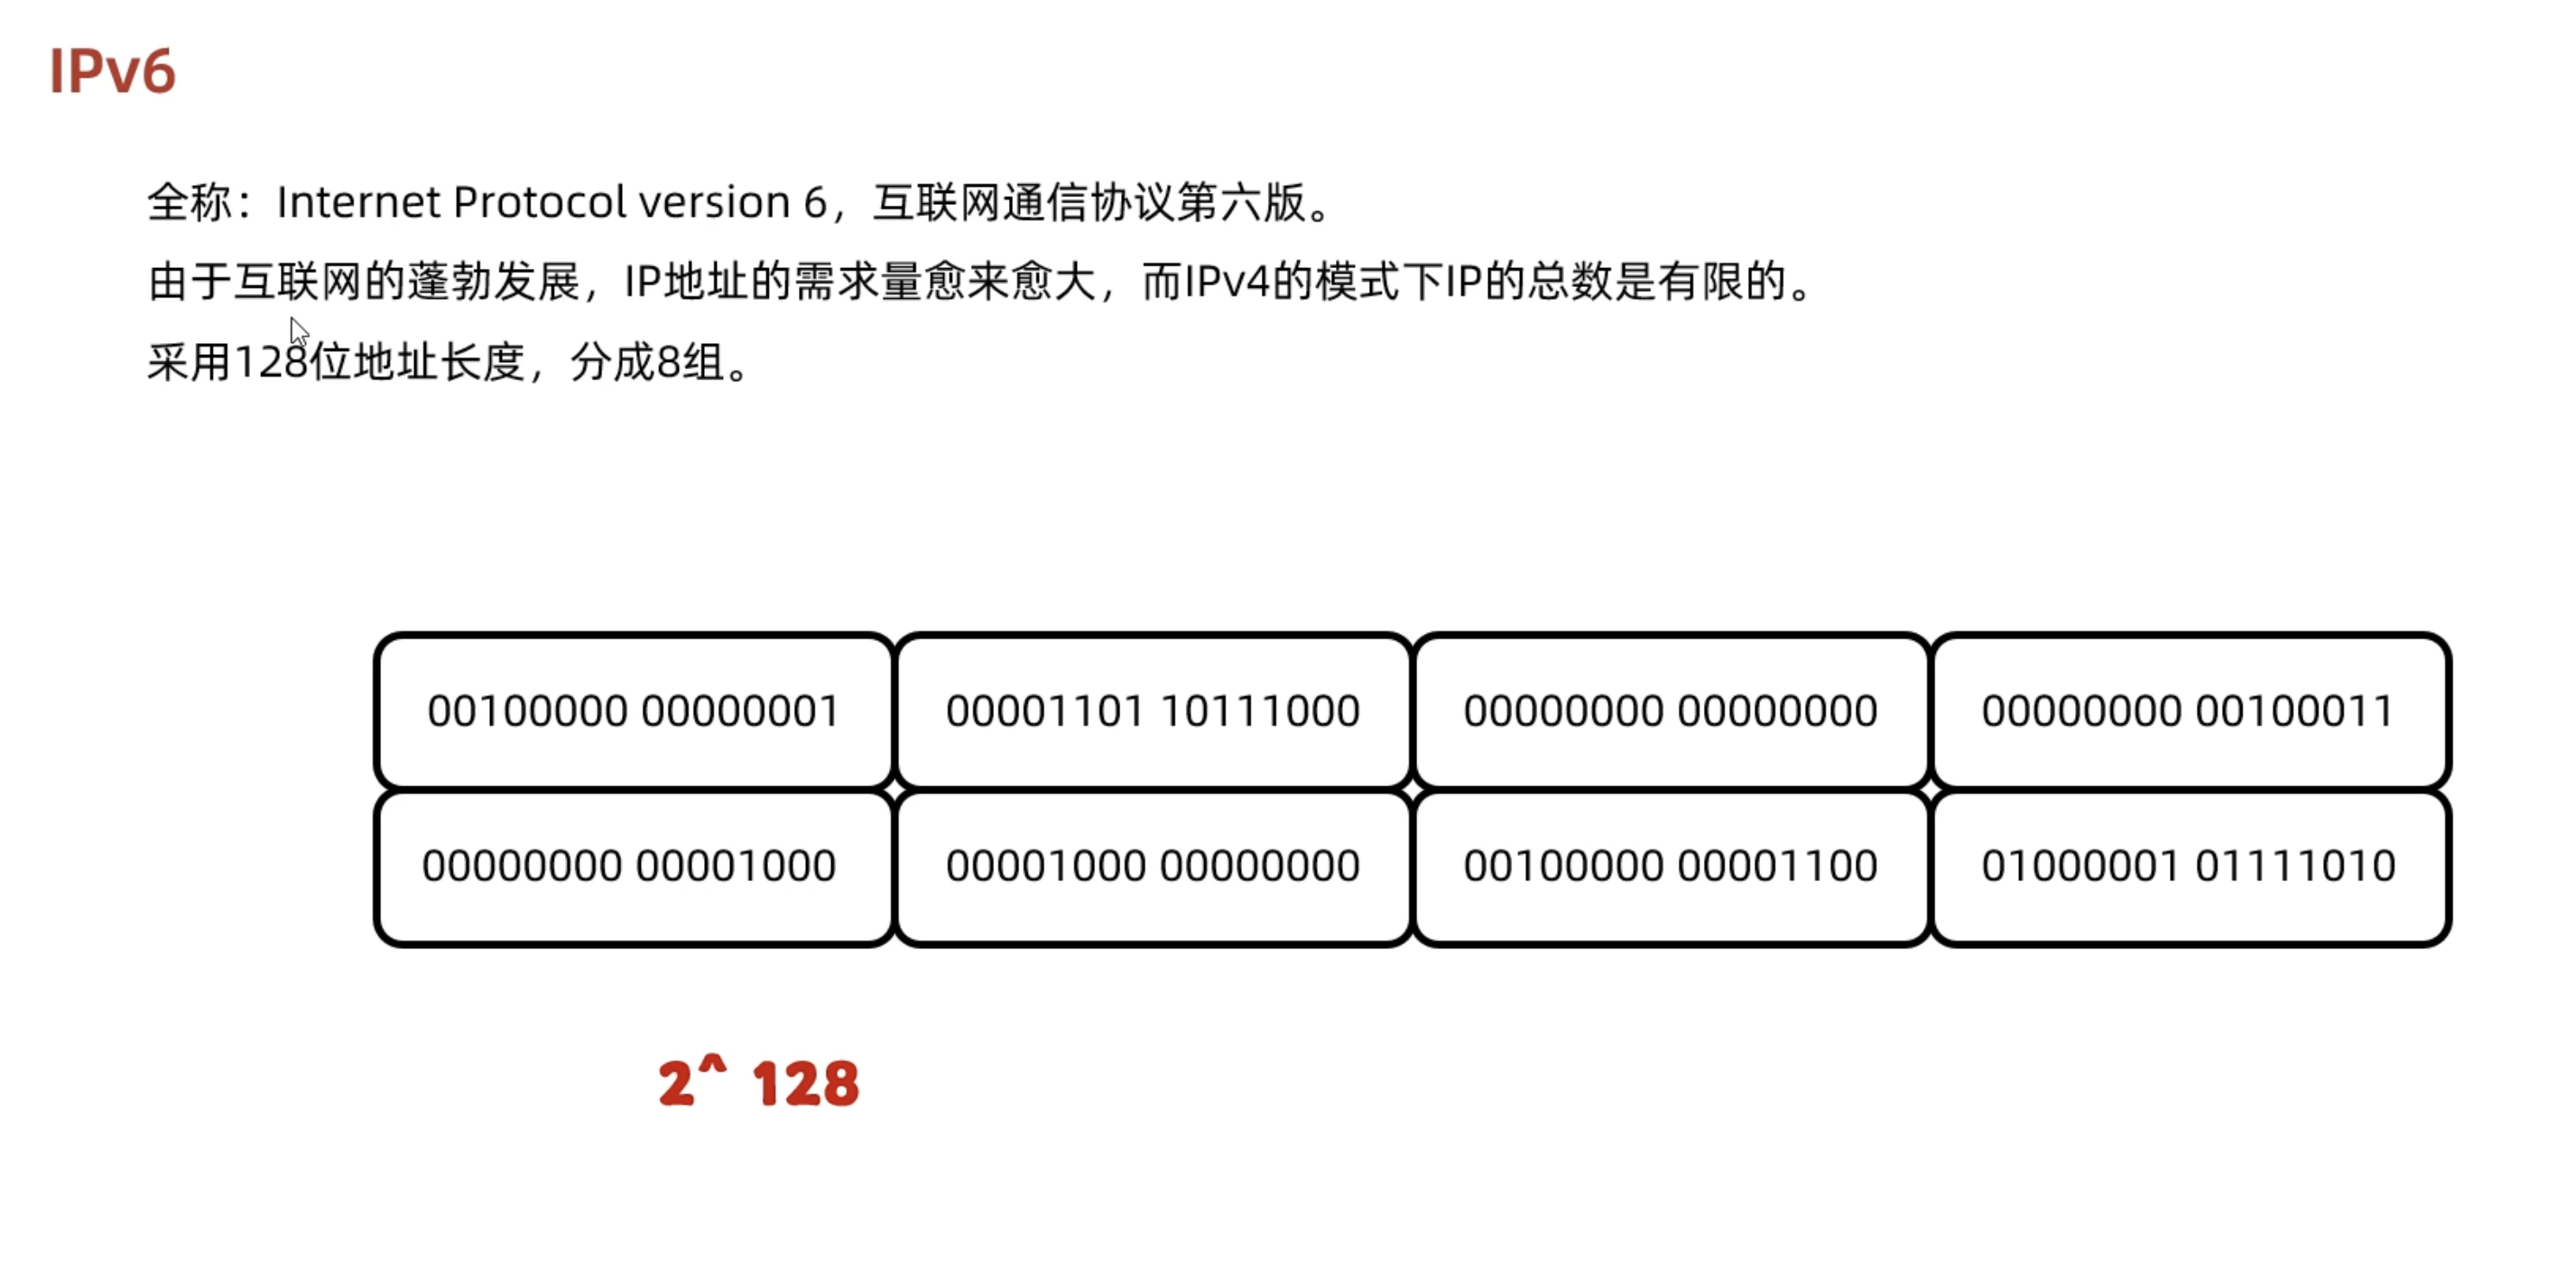 IPv6
全称：Internet Protocol version 6，互联网通信协议第六版。
由于互联网的蓬勃发展，IP地址的需求量愈来愈大，而IPv4的模式下IP的总数是有限的。
采用128位地址长度，分成8组。
00100000 00000001 00001101 10111000 00000000 00000000 00000000 00100011
00000000 00001000 00001000 00000000 00100000 00001100 01000001 01111010
2^ 128